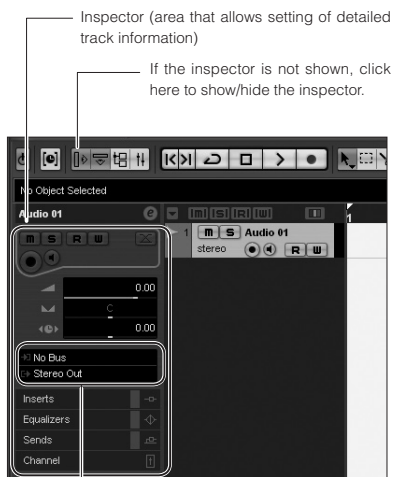 Inspector (area that allows setting of detailed
track information)
If the inspector is not shown, click
here to show/hide the inspector.
No Object Selected
Audio 01 e m S R W 1
m S R W 1 m S Audio 01
stereo R W
0.00
C
0.00
No Bus
Stereo Out
Inserts
Equalizers
Sends
Channel 1